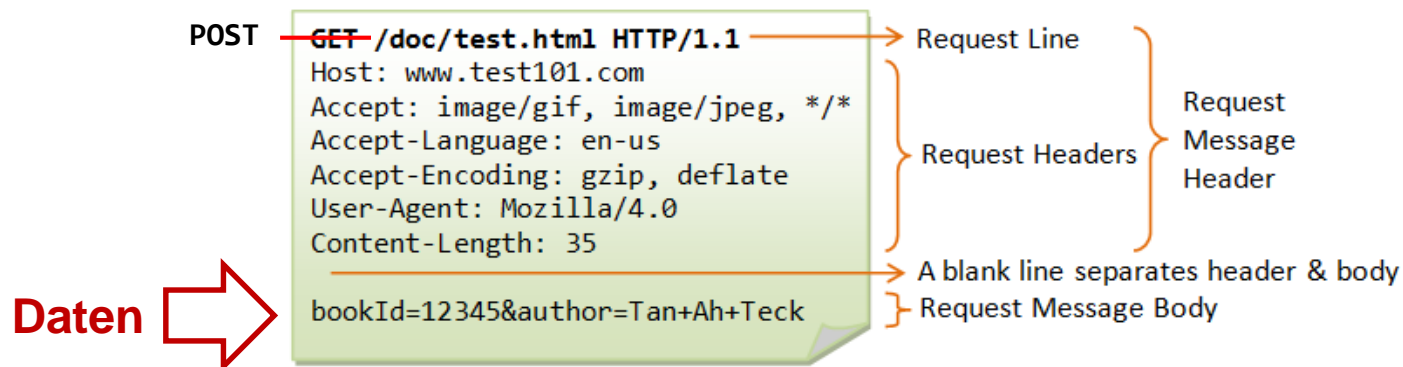 POST GET /doc/test.html HTTP/1.1 Request Line
Host: www.test101.com
Accept: image/gif, image/jpeg, */*
Accept-Language: en-us
Accept-Encoding: gzip, deflate
User-Agent: Mozilla/4.0
Content-Length: 35
Request Headers
Request
Message
Header
A blank line separates header & body
Daten
bookId=12345&author=Tan+Ah+Teck Request Message Body